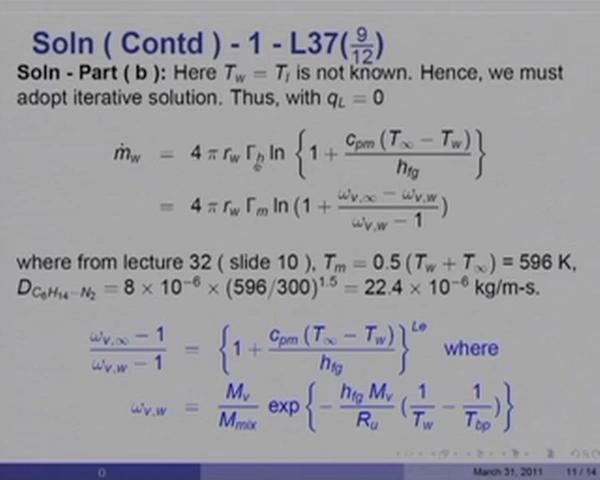 Soln ( Contd ) - 1 - L37(9/12)
Soln - Part ( b ): Here T_w = T_l is not known. Hence, we must
adopt iterative solution. Thus, with q_L = 0
ṁ_w = 4 π r_w Γ_h ln { 1 + c_pm (T_∞ − T_w) / h_fg }
= 4 π r_w Γ_m ln (1 + (ω_v,∞ − ω_v,w) / (ω_v,w − 1))
where from lecture 32 ( slide 10 ), T_m = 0.5 (T_w + T_∞) = 596 K,
D_C6H14−N2 = 8 × 10^−6 × (596/300)^1.5 = 22.4 × 10^−6 kg/m-s.
(ω_v,∞ − 1) / (ω_v,w − 1) = { 1 + c_pm (T_∞ − T_w) / h_fg }^Le where
ω_v,w = M_v / M_mix exp { − h_fg M_v / R_u (1/T_w − 1/T_bp) }
()
March 31, 2011 11 / 14